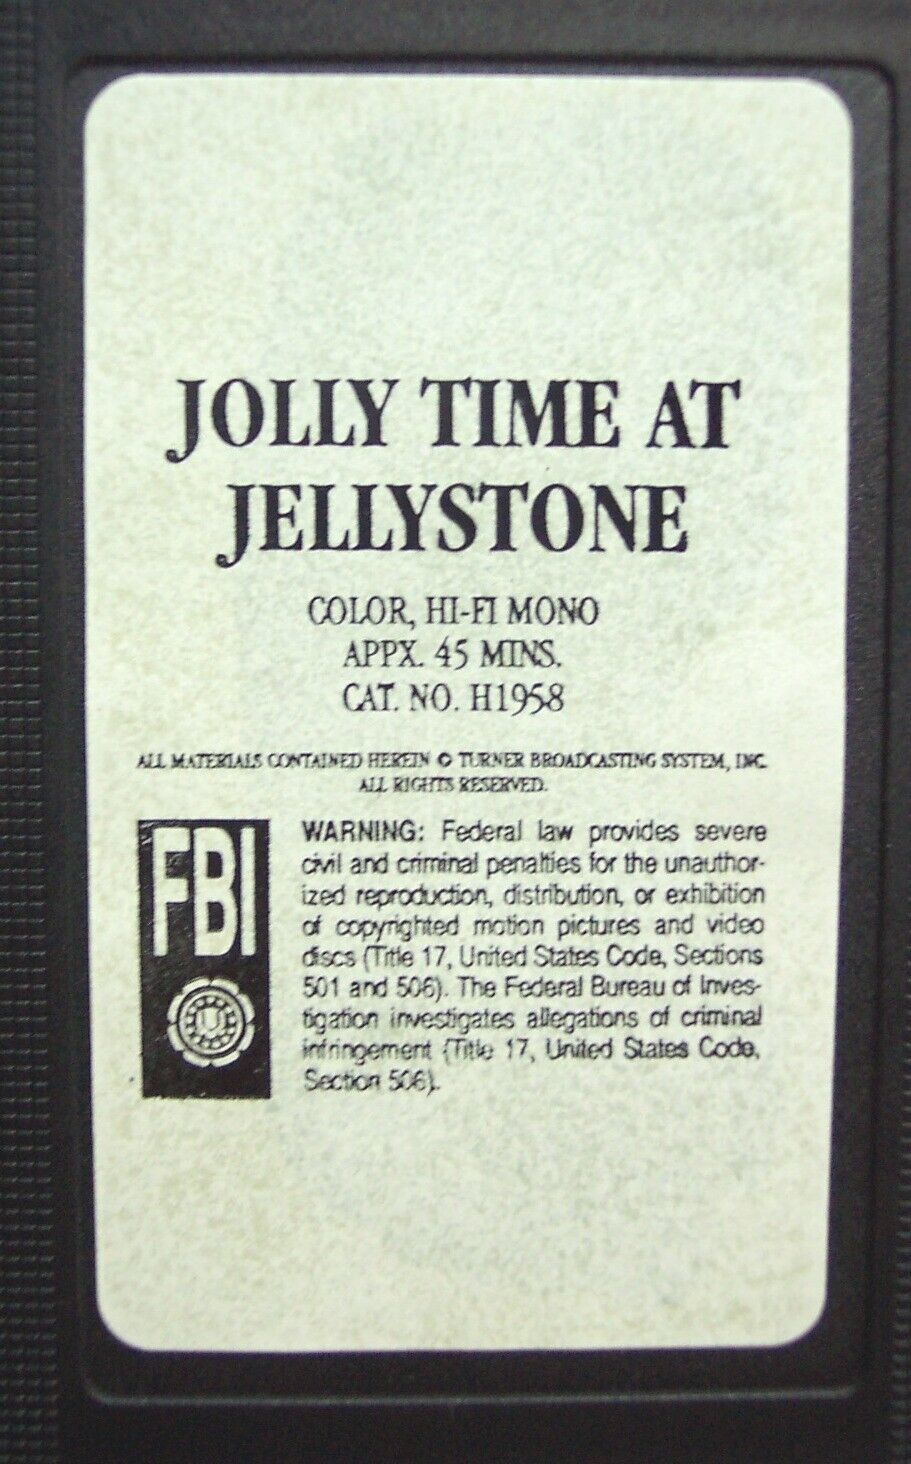 JOLLY TIME AT
JELLYSTONE
COLOR, HI-FI MONO
APPX. 45 MINS.
CAT. NO. H1958
ALL MATERIALS CONTAINED HEREIN © TURNER BROADCASTING SYSTEM, INC.
ALL RIGHTS RESERVED.
FBI
WARNING: Federal law provides severe
civil and criminal penalties for the unauthor-
ized reproduction, distribution, or exhibition
of copyrighted motion pictures and video
discs (Title 17, United States Code, Sections
501 and 506). The Federal Bureau of Inves-
tigation investigates allegations of criminal
infringement (Title 17, United States Code,
Section 506).